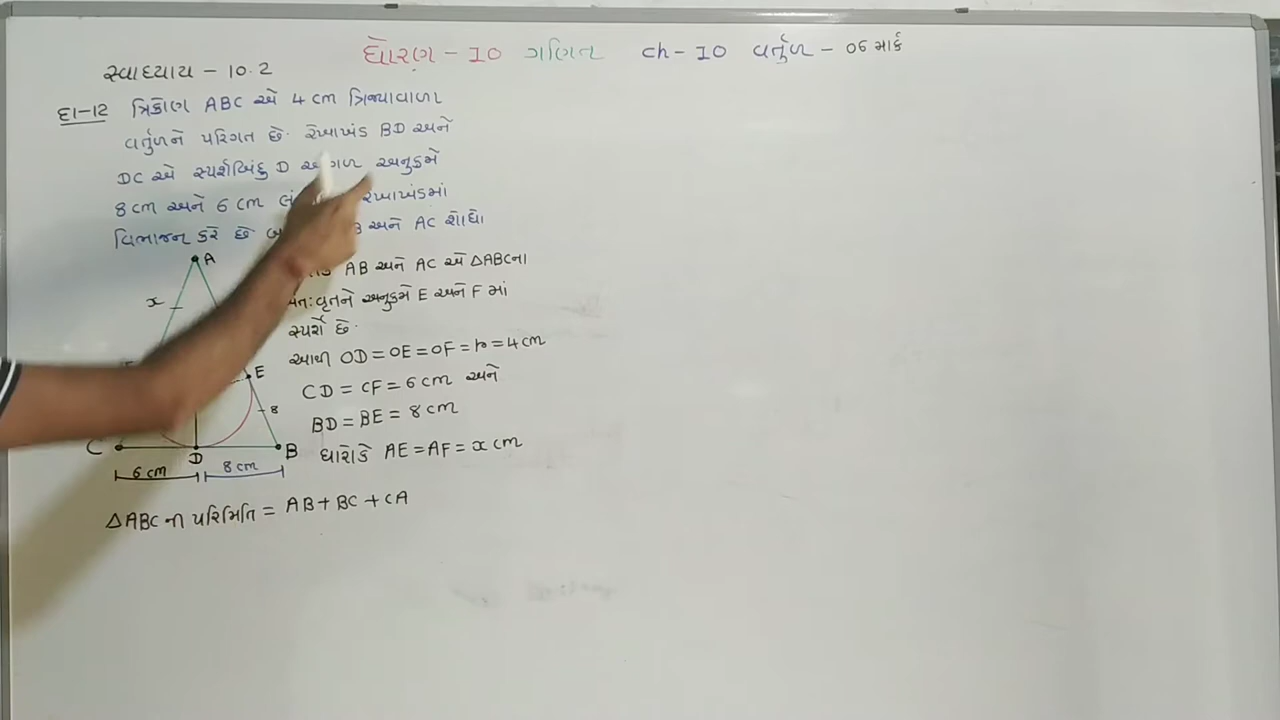 ધોરણ - 10 ગણિત ch - 10 વર્તુળ - 06 માર્ક
સ્વાધ્યાય - 10.2
દા-12 ત્રિકોણ ABC એ 4 cm ત્રિજ્યાવાળા
વર્તુળને પરિગત છે. રેખાખંડ BD અને
DC એ સ્પર્શબિંદુ D અનુક્રમે
8 cm અને 6 cm રેખાખંડમાં
વિભાજન કરે છે અને AC શોધો
AB અને AC એ △ABC ના
અનુક્રમે E અને F માં
સ્પર્શે છે.
આથી OD = OE = OF = r = 4 cm
CD = CF = 6 cm અને
BD = BE = 8 cm
ધારોકે AE = AF = x cm
A
x
E
8
C
D
B
6 cm
8 cm
△ABC ની પરિમિતિ = AB + BC + CA